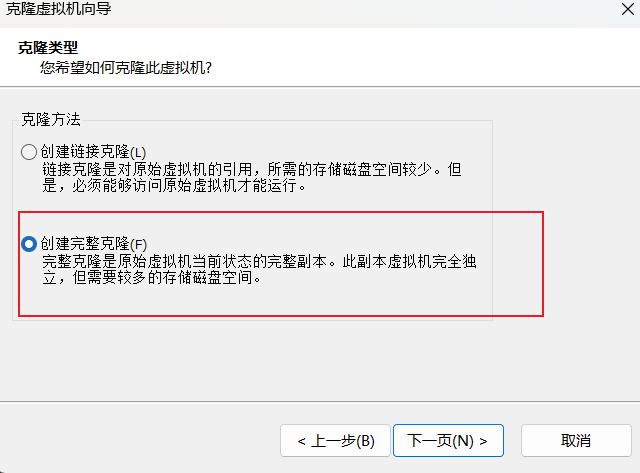 克隆虚拟机向导
克隆类型
您希望如何克隆此虚拟机?
克隆方法
创建链接克隆(L)
链接克隆是对原始虚拟机的引用，所需的存储磁盘空间较少。但
是，必须能够访问原始虚拟机才能运行。
创建完整克隆(F)
完整克隆是原始虚拟机当前状态的完整副本。此副本虚拟机完全独
立，但需要较多的存储磁盘空间。
< 上一步(B) 下一页(N) > 取消